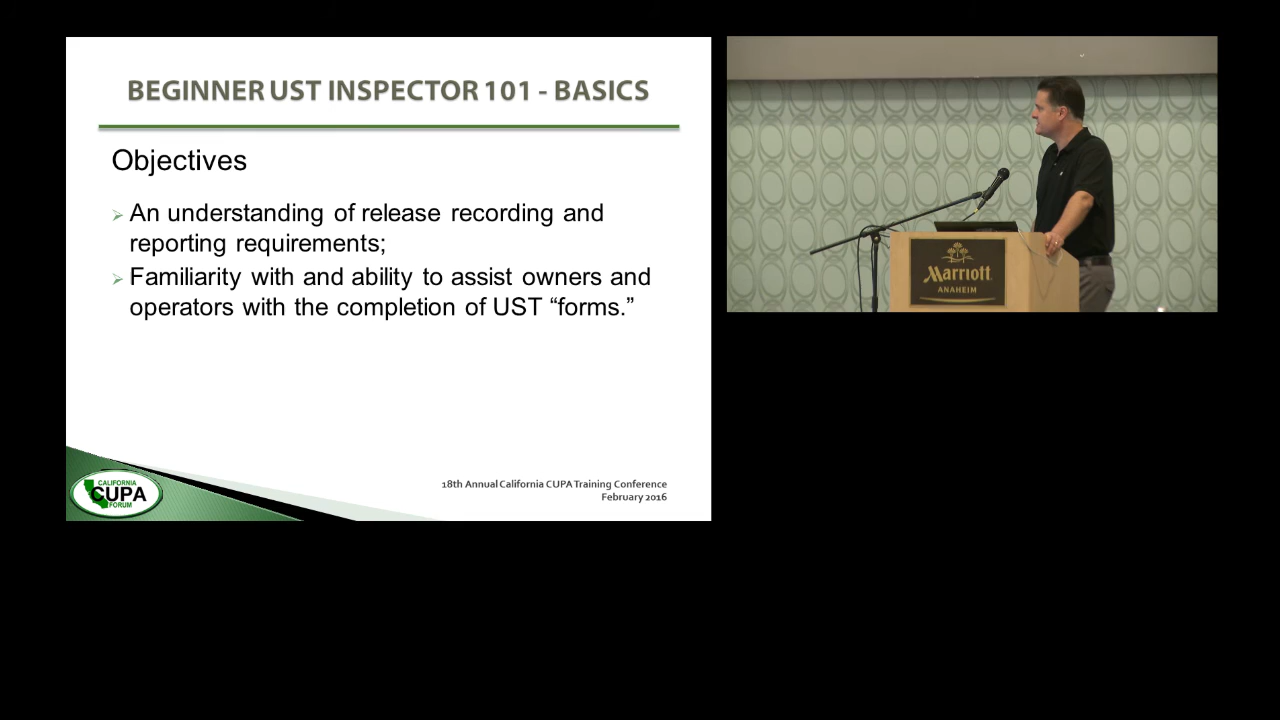 BEGINNER UST INSPECTOR 101 - BASICS
Objectives
An understanding of release recording and
reporting requirements;
Familiarity with and ability to assist owners and
operators with the completion of UST “forms.”
CALIFORNIA
CUPA
FORUM
18th Annual California CUPA Training Conference
February 2016
Marriott
ANAHEIM